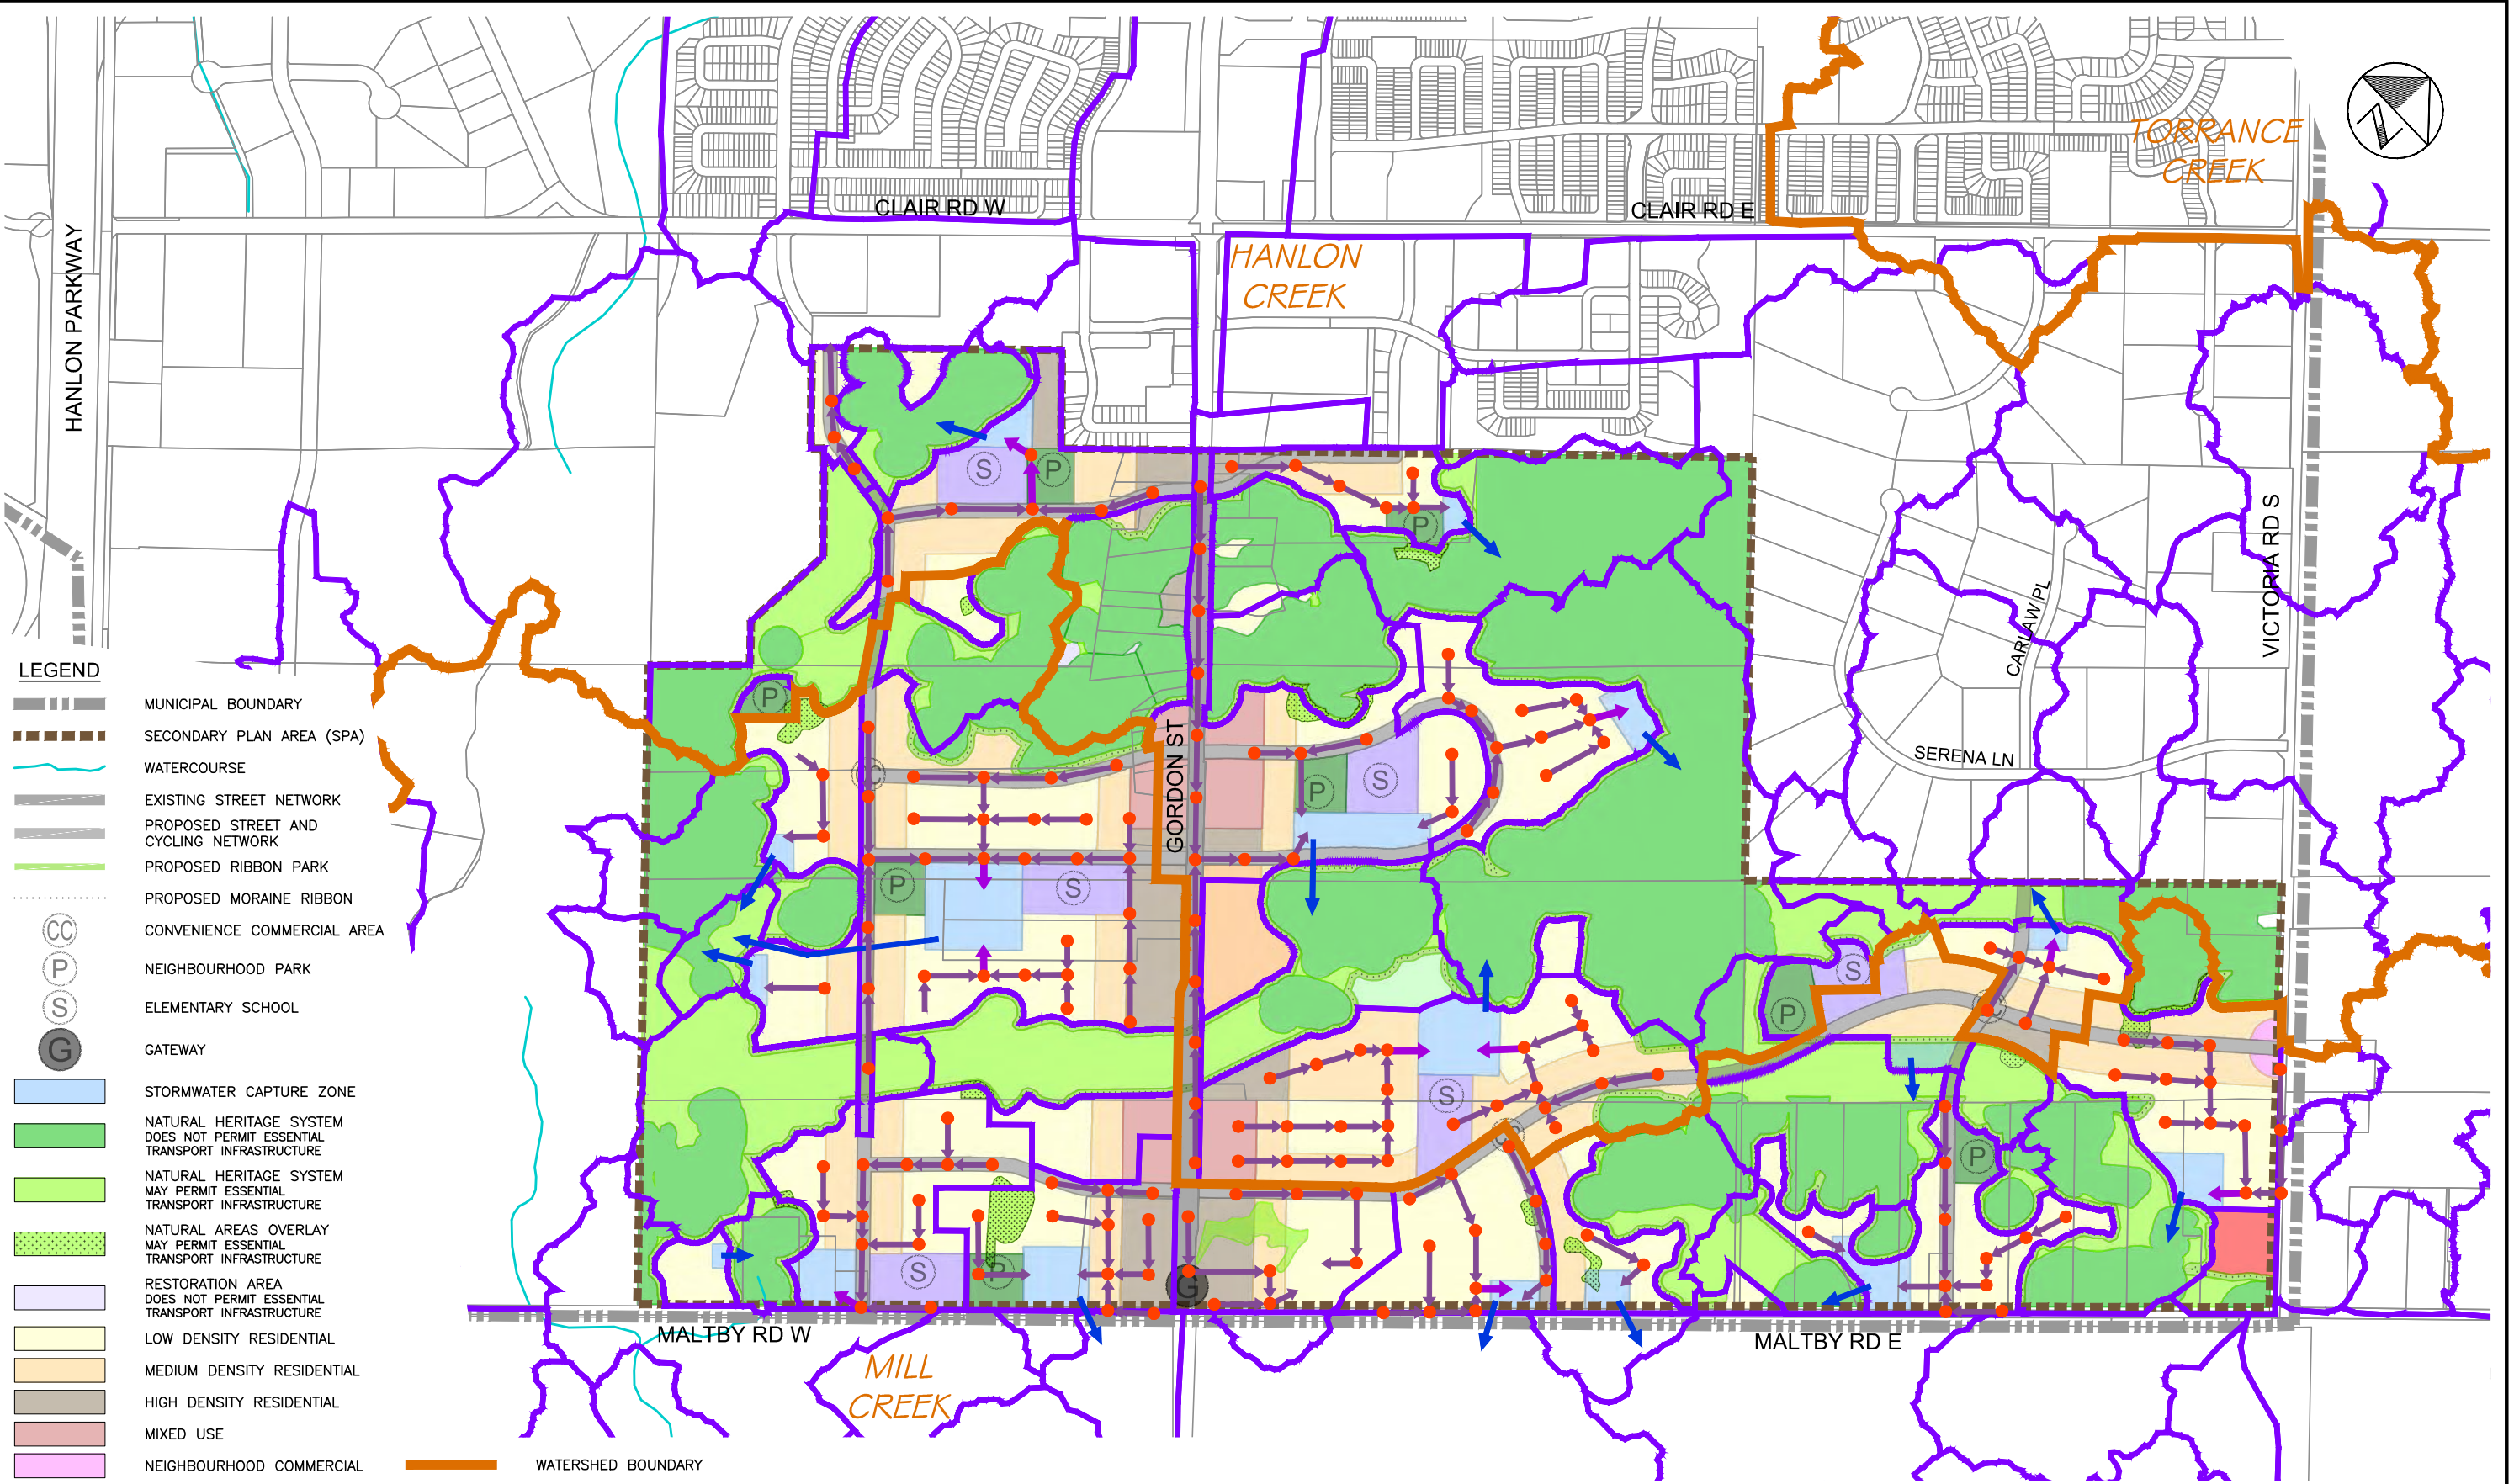 TORRANCE
CREEK
CLAIR RD W
CLAIR RD E
HANLON
CREEK
HANLON PARKWAY
S
P
P
VICTORIA RD S
CARLAW PL
P
GORDON ST
SERENA LN
CC
P
S
P
S
S
P
CC
S
CC
P
S
P
G
MALTBY RD W
MALTBY RD E
MILL
CREEK
LEGEND
MUNICIPAL BOUNDARY
SECONDARY PLAN AREA (SPA)
WATERCOURSE
EXISTING STREET NETWORK
PROPOSED STREET AND
CYCLING NETWORK
PROPOSED RIBBON PARK
PROPOSED MORAINE RIBBON
CC CONVENIENCE COMMERCIAL AREA
P NEIGHBOURHOOD PARK
S ELEMENTARY SCHOOL
G GATEWAY
STORMWATER CAPTURE ZONE
NATURAL HERITAGE SYSTEM
DOES NOT PERMIT ESSENTIAL
TRANSPORT INFRASTRUCTURE
NATURAL HERITAGE SYSTEM
MAY PERMIT ESSENTIAL
TRANSPORT INFRASTRUCTURE
NATURAL AREAS OVERLAY
MAY PERMIT ESSENTIAL
TRANSPORT INFRASTRUCTURE
RESTORATION AREA
DOES NOT PERMIT ESSENTIAL
TRANSPORT INFRASTRUCTURE
LOW DENSITY RESIDENTIAL
MEDIUM DENSITY RESIDENTIAL
HIGH DENSITY RESIDENTIAL
MIXED USE
NEIGHBOURHOOD COMMERCIAL
WATERSHED BOUNDARY